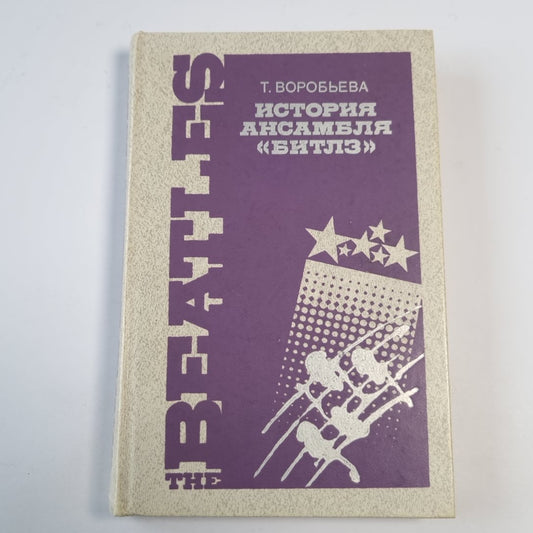 THE BEATLES
Т. ВОРОБЬЕВА
ИСТОРИЯ
АНСАМБЛЯ
«БИТЛЗ»